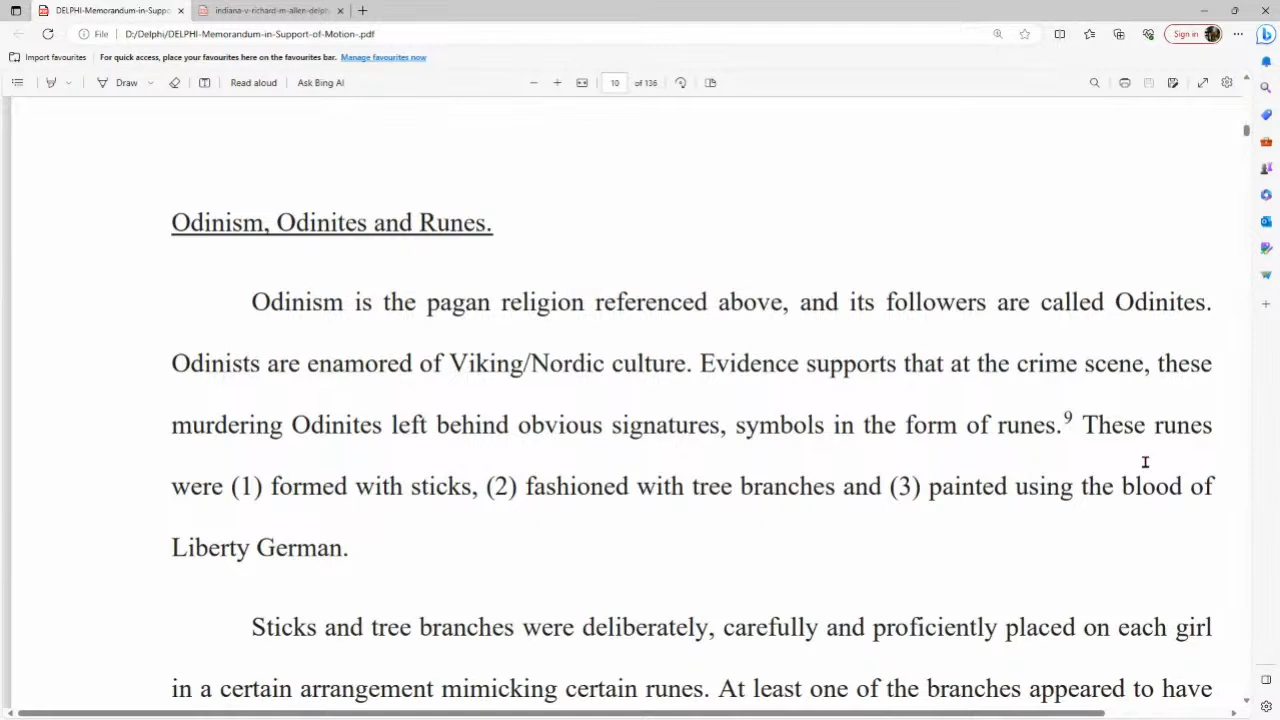 DELPHI-Memorandum-in-Suppo
indiana-v-richard-m-allen-delph
File
D:/Delphi/DELPHI-Memorandum-in-Support-of-Motion-.pdf
Sign in
Import favourites
For quick access, place your favourites here on the favourites bar. Manage favourites now
Draw
Read aloud
Ask Bing AI
10 of 136
Odinism, Odinites and Runes.
Odinism is the pagan religion referenced above, and its followers are called Odinites.
Odinists are enamored of Viking/Nordic culture. Evidence supports that at the crime scene, these
murdering Odinites left behind obvious signatures, symbols in the form of runes.9 These runes
were (1) formed with sticks, (2) fashioned with tree branches and (3) painted using the blood of
Liberty German.
Sticks and tree branches were deliberately, carefully and proficiently placed on each girl
in a certain arrangement mimicking certain runes. At least one of the branches appeared to have